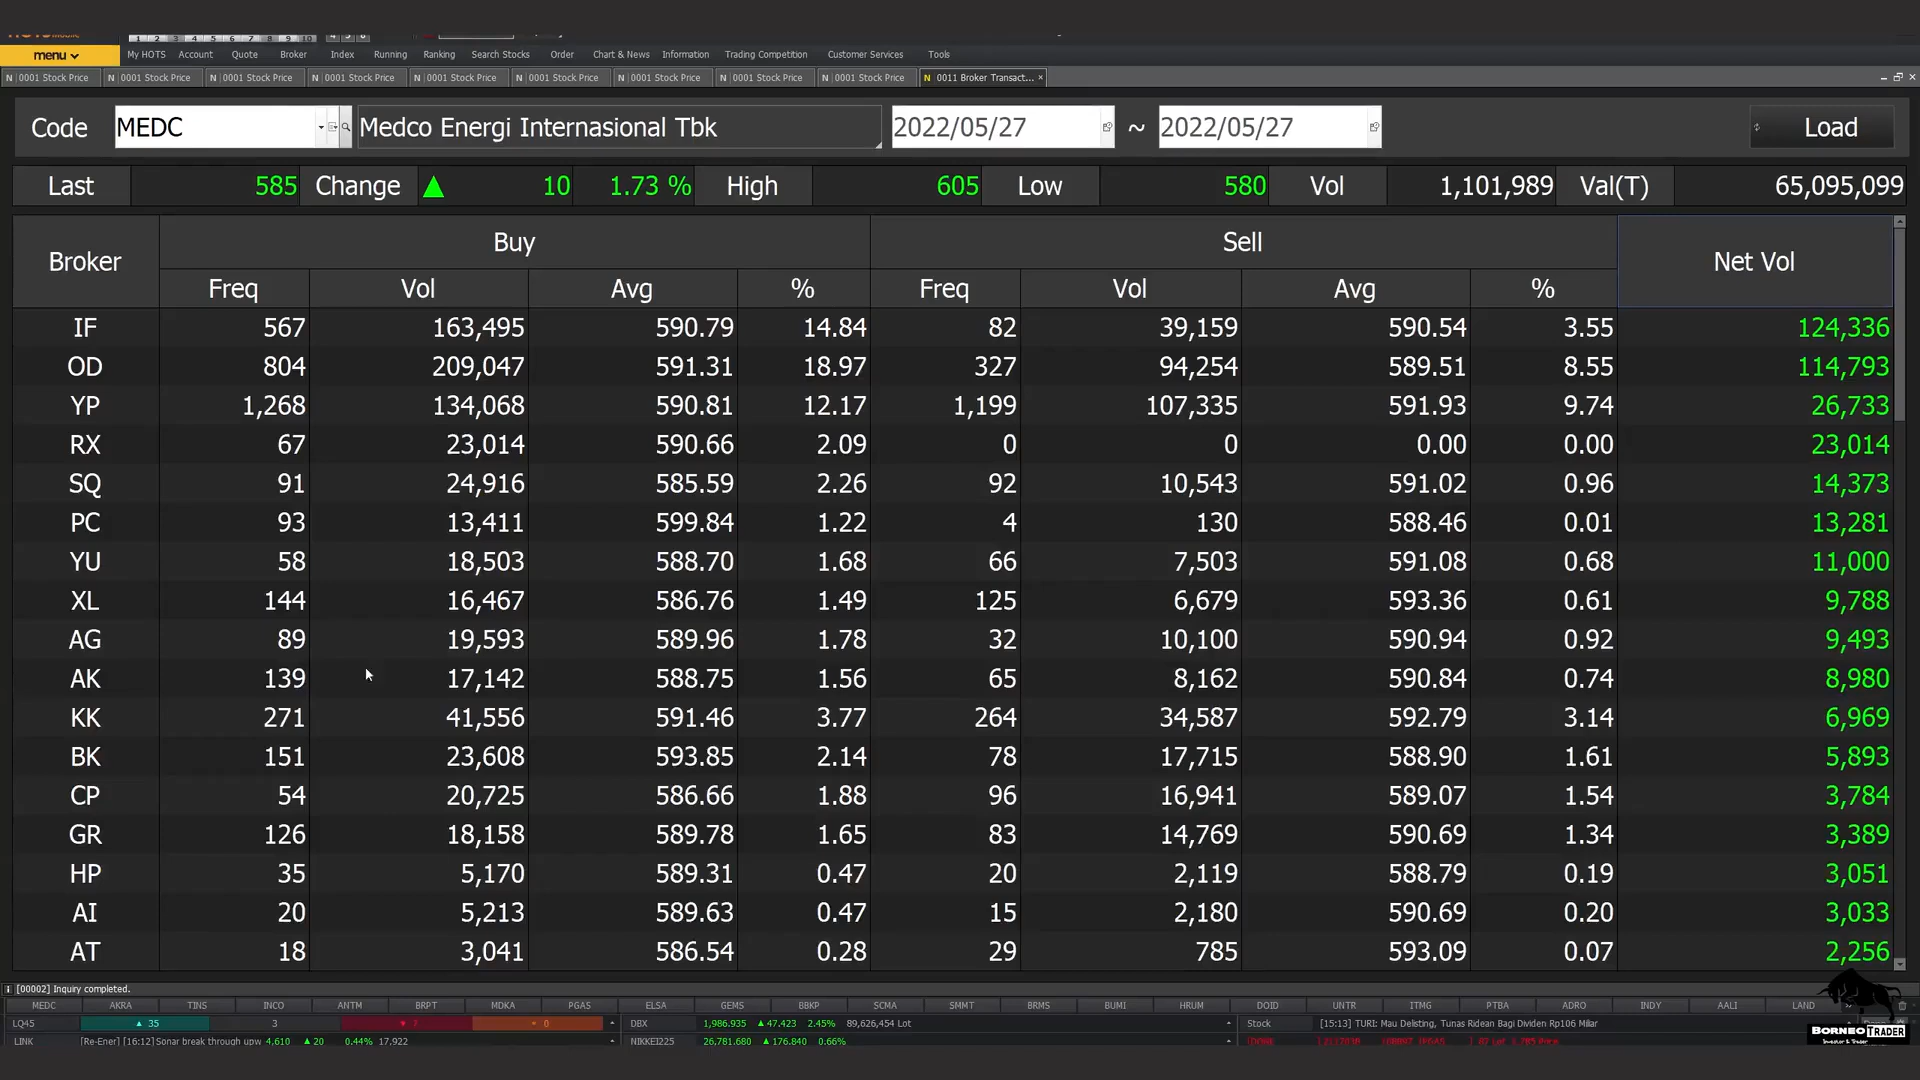 1 2 3 4 5 6 7 8 9 10
menu My HOTS Account Quote Broker Index Running Ranking Search Stocks Order Chart & News Information Trading Competition Customer Services Tools
N 0001 Stock Price N 0001 Stock Price N 0001 Stock Price N 0001 Stock Price N 0001 Stock Price N 0001 Stock Price N 0001 Stock Price N 0001 Stock Price N 0001 Stock Price N 0011 Broker Transact... ×
Code MEDC Medco Energi Internasional Tbk 2022/05/27 ~ 2022/05/27 Load
Last 585 Change ▲ 10 1.73 % High 605 Low 580 Vol 1,101,989 Val(T) 65,095,099
Broker Buy Sell Net Vol
Freq Vol Avg % Freq Vol Avg %
IF 567 163,495 590.79 14.84 82 39,159 590.54 3.55 124,336
OD 804 209,047 591.31 18.97 327 94,254 589.51 8.55 114,793
YP 1,268 134,068 590.81 12.17 1,199 107,335 591.93 9.74 26,733
RX 67 23,014 590.66 2.09 0 0 0.00 0.00 23,014
SQ 91 24,916 585.59 2.26 92 10,543 591.02 0.96 14,373
PC 93 13,411 599.84 1.22 4 130 588.46 0.01 13,281
YU 58 18,503 588.70 1.68 66 7,503 591.08 0.68 11,000
XL 144 16,467 586.76 1.49 125 6,679 593.36 0.61 9,788
AG 89 19,593 589.96 1.78 32 10,100 590.94 0.92 9,493
AK 139 17,142 588.75 1.56 65 8,162 590.84 0.74 8,980
KK 271 41,556 591.46 3.77 264 34,587 592.79 3.14 6,969
BK 151 23,608 593.85 2.14 78 17,715 588.90 1.61 5,893
CP 54 20,725 586.66 1.88 96 16,941 589.07 1.54 3,784
GR 126 18,158 589.78 1.65 83 14,769 590.69 1.34 3,389
HP 35 5,170 589.31 0.47 20 2,119 588.79 0.19 3,051
AI 20 5,213 589.63 0.47 15 2,180 590.69 0.20 3,033
AT 18 3,041 586.54 0.28 29 785 593.09 0.07 2,256
[00002] Inquiry completed.
MEDC AKRA TINS INCO ANTM BRPT MDKA PGAS ELSA GEMS BBKP SCMA SMMT BRMS BUMI HRUM DOID UNTR ITMG PTBA ADRO INDY AALI LAND
LQ45 ▲ 35 3 ▼ 7 0 DBX 1,986.935 ▲ 47.423 2.45% 89,626,454 Lot Stock [15:13] TURI: Mau Delisting, Tunas Ridean Bagi Dividen Rp106 Miliar
LINK [Re-Ener] [16:12]Sonar break through upw 4,610 ▲ 20 0.44% 17,922 NIKKEI225 26,781.680 ▲ 176.840 0.66%
BORNEO TRADER
Investor & Trader